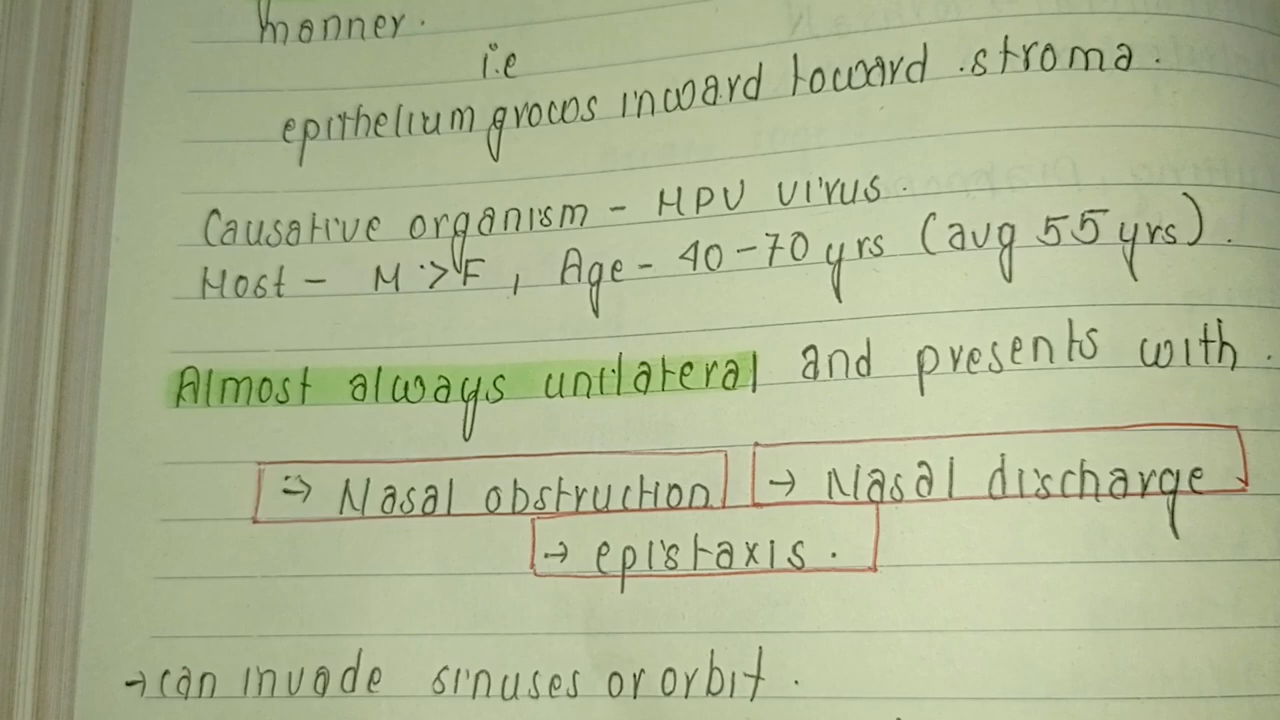 manner.
i.e
epithelium grows inward toward stroma.
Causative organism - HPV virus.
Host - M > F, Age - 40-70 yrs (avg 55 yrs).
Almost always unilateral and presents with.
→ Nasal obstruction → Nasal discharge
→ epistaxis.
→ can invade sinuses or orbit.